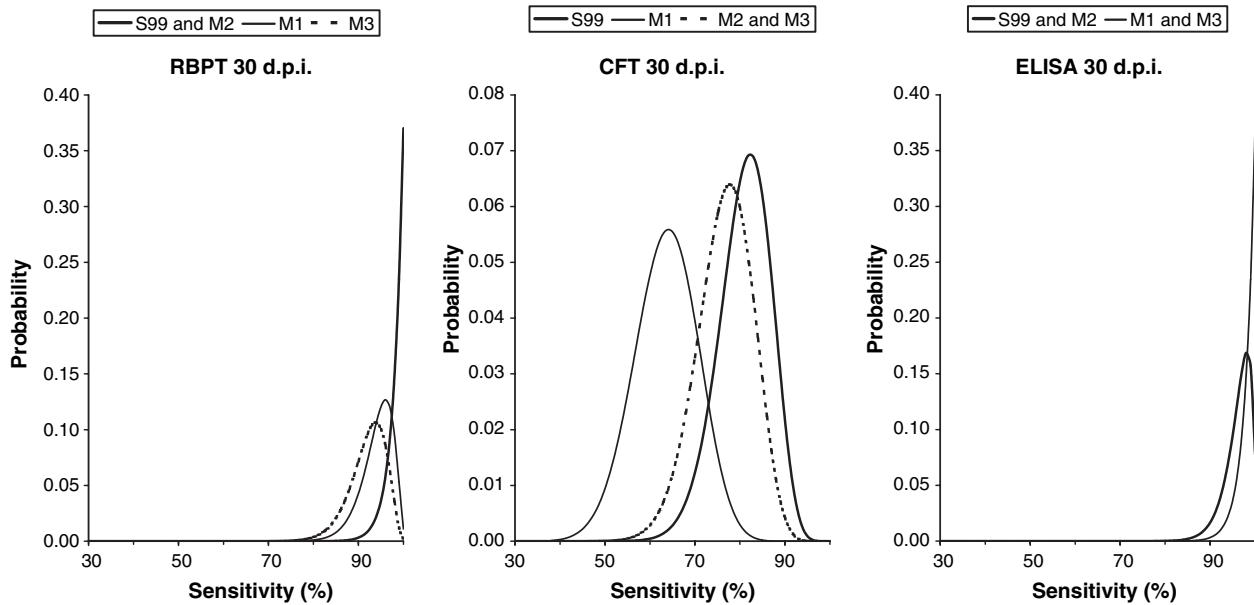 S99 and M2 M1 M3
RBPT 30 d.p.i.
0.40
0.35
0.30
0.25
0.20
0.15
0.10
0.05
0.00
Probability
30 50 70 90
Sensitivity (%)
S99 M1 M2 and M3
CFT 30 d.p.i.
0.08
0.07
0.06
0.05
0.04
0.03
0.02
0.01
0.00
Probability
30 50 70 90
Sensitivity (%)
S99 and M2 M1 and M3
ELISA 30 d.p.i.
0.40
0.35
0.30
0.25
0.20
0.15
0.10
0.05
0.00
Probability
30 50 70 90
Sensitivity (%)